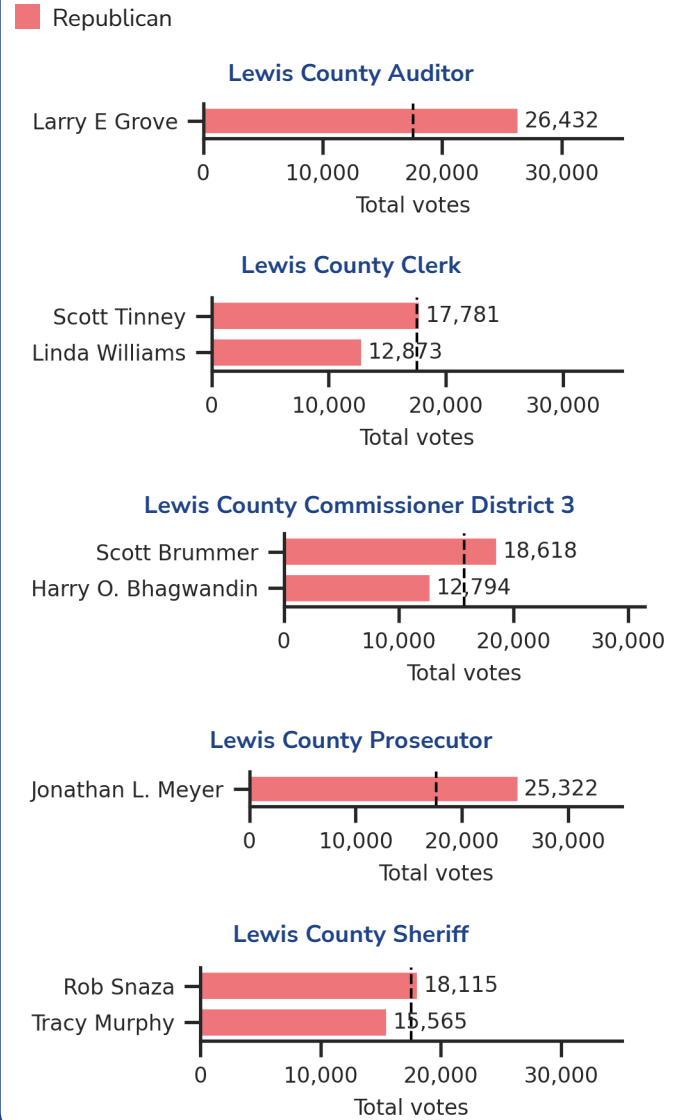 Republican
Lewis County Auditor
Larry E Grove 26,432
0 10,000 20,000 30,000
Total votes
Lewis County Clerk
Scott Tinney 17,781
Linda Williams 12,873
0 10,000 20,000 30,000
Total votes
Lewis County Commissioner District 3
Scott Brummer 18,618
Harry O. Bhagwandin 12,794
0 10,000 20,000 30,000
Total votes
Lewis County Prosecutor
Jonathan L. Meyer 25,322
0 10,000 20,000 30,000
Total votes
Lewis County Sheriff
Rob Snaza 18,115
Tracy Murphy 15,565
0 10,000 20,000 30,000
Total votes